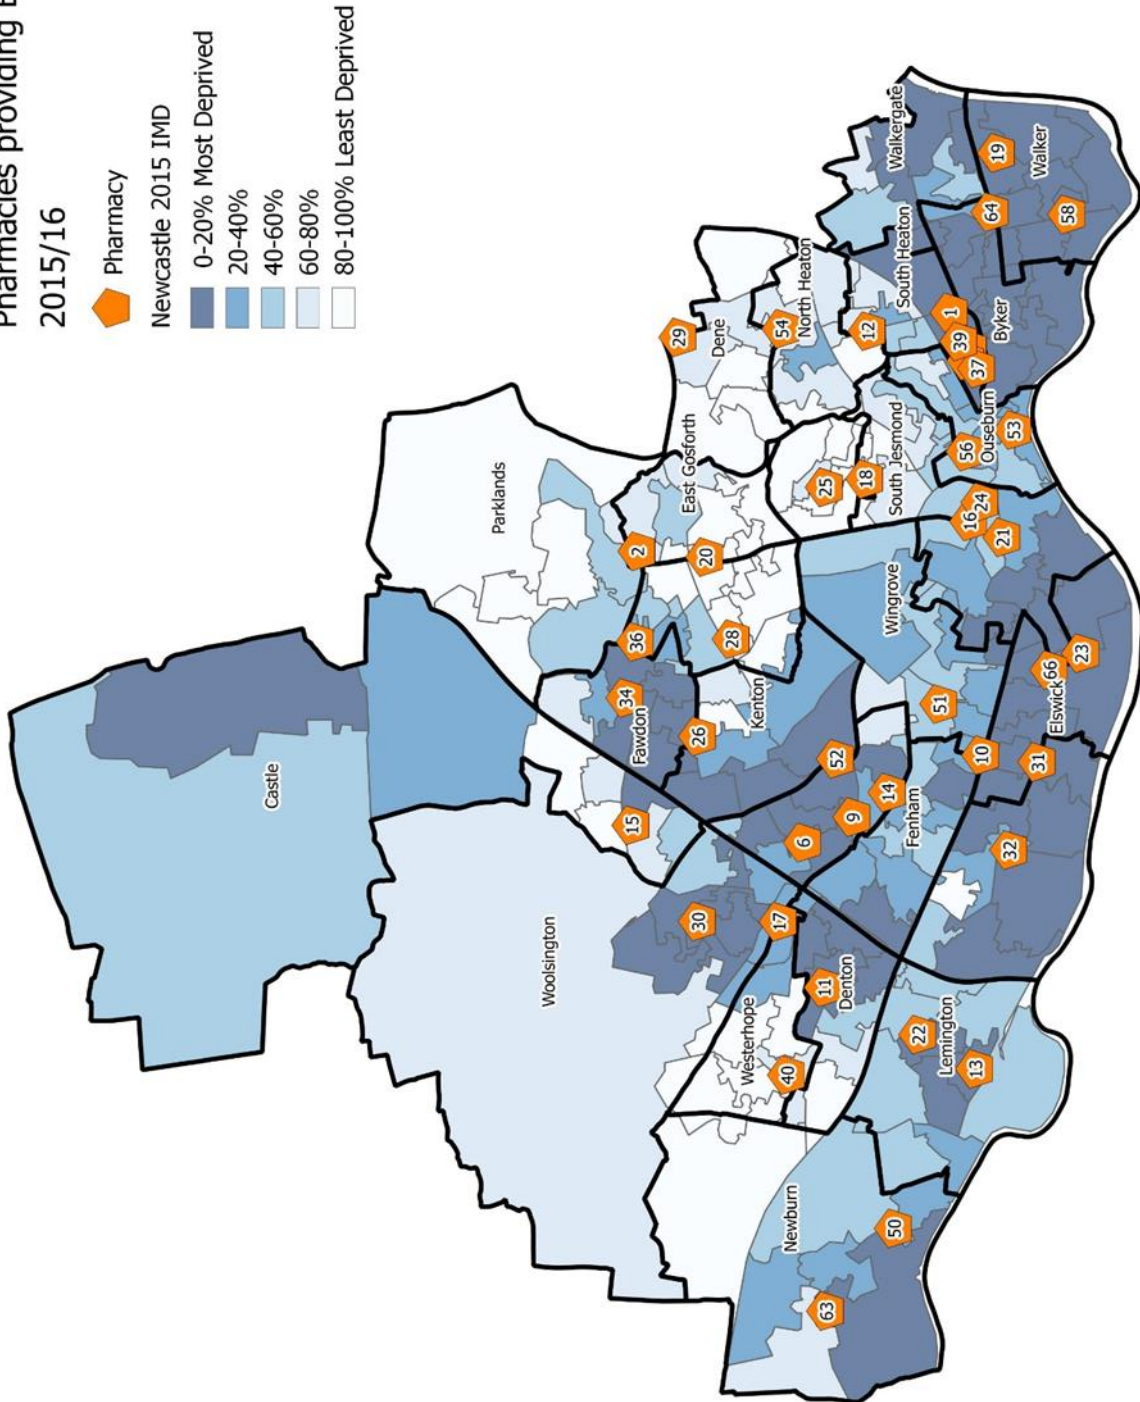 Pharmacies providing
2015/16
Pharmacy
Newcastle 2015 IMD
0-20% Most Deprived
20-40%
40-60%
60-80%
80-100% Least Deprived
Castle
Parklands
Woolsington
29
Dene
54
North Heaton
12
South Heaton
Walkergate
19
Walker
64
58
1
39
37
Byker
East Gosforth
2
20
25
18
South Jesmond
56
Ouseburn
53
16
24
21
36
28
34
Fawdon
26
Kenton
Wingrove
51
66
23
Elswick
15
52
14
9
6
Fenham
10
31
32
30
17
11
Denton
Westerhope
40
22
Lemington
13
Newburn
50
63